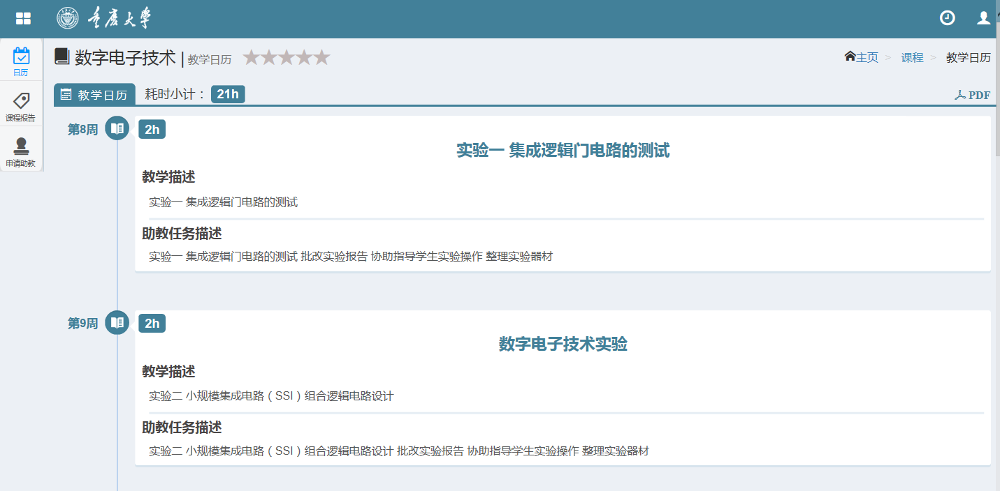 重庆大学
日历
课程报告
申请助教
数字电子技术 | 教学日历
主页 > 课程 > 教学日历
教学日历 耗时小计： 21h
PDF
第8周
2h
实验一 集成逻辑门电路的测试
教学描述
实验一 集成逻辑门电路的测试
助教任务描述
实验一 集成逻辑门电路的测试 批改实验报告 协助指导学生实验操作 整理实验器材
第9周
2h
数字电子技术实验
教学描述
实验二 小规模集成电路（SSI）组合逻辑电路设计
助教任务描述
实验二 小规模集成电路（SSI）组合逻辑电路设计 批改实验报告 协助指导学生实验操作 整理实验器材